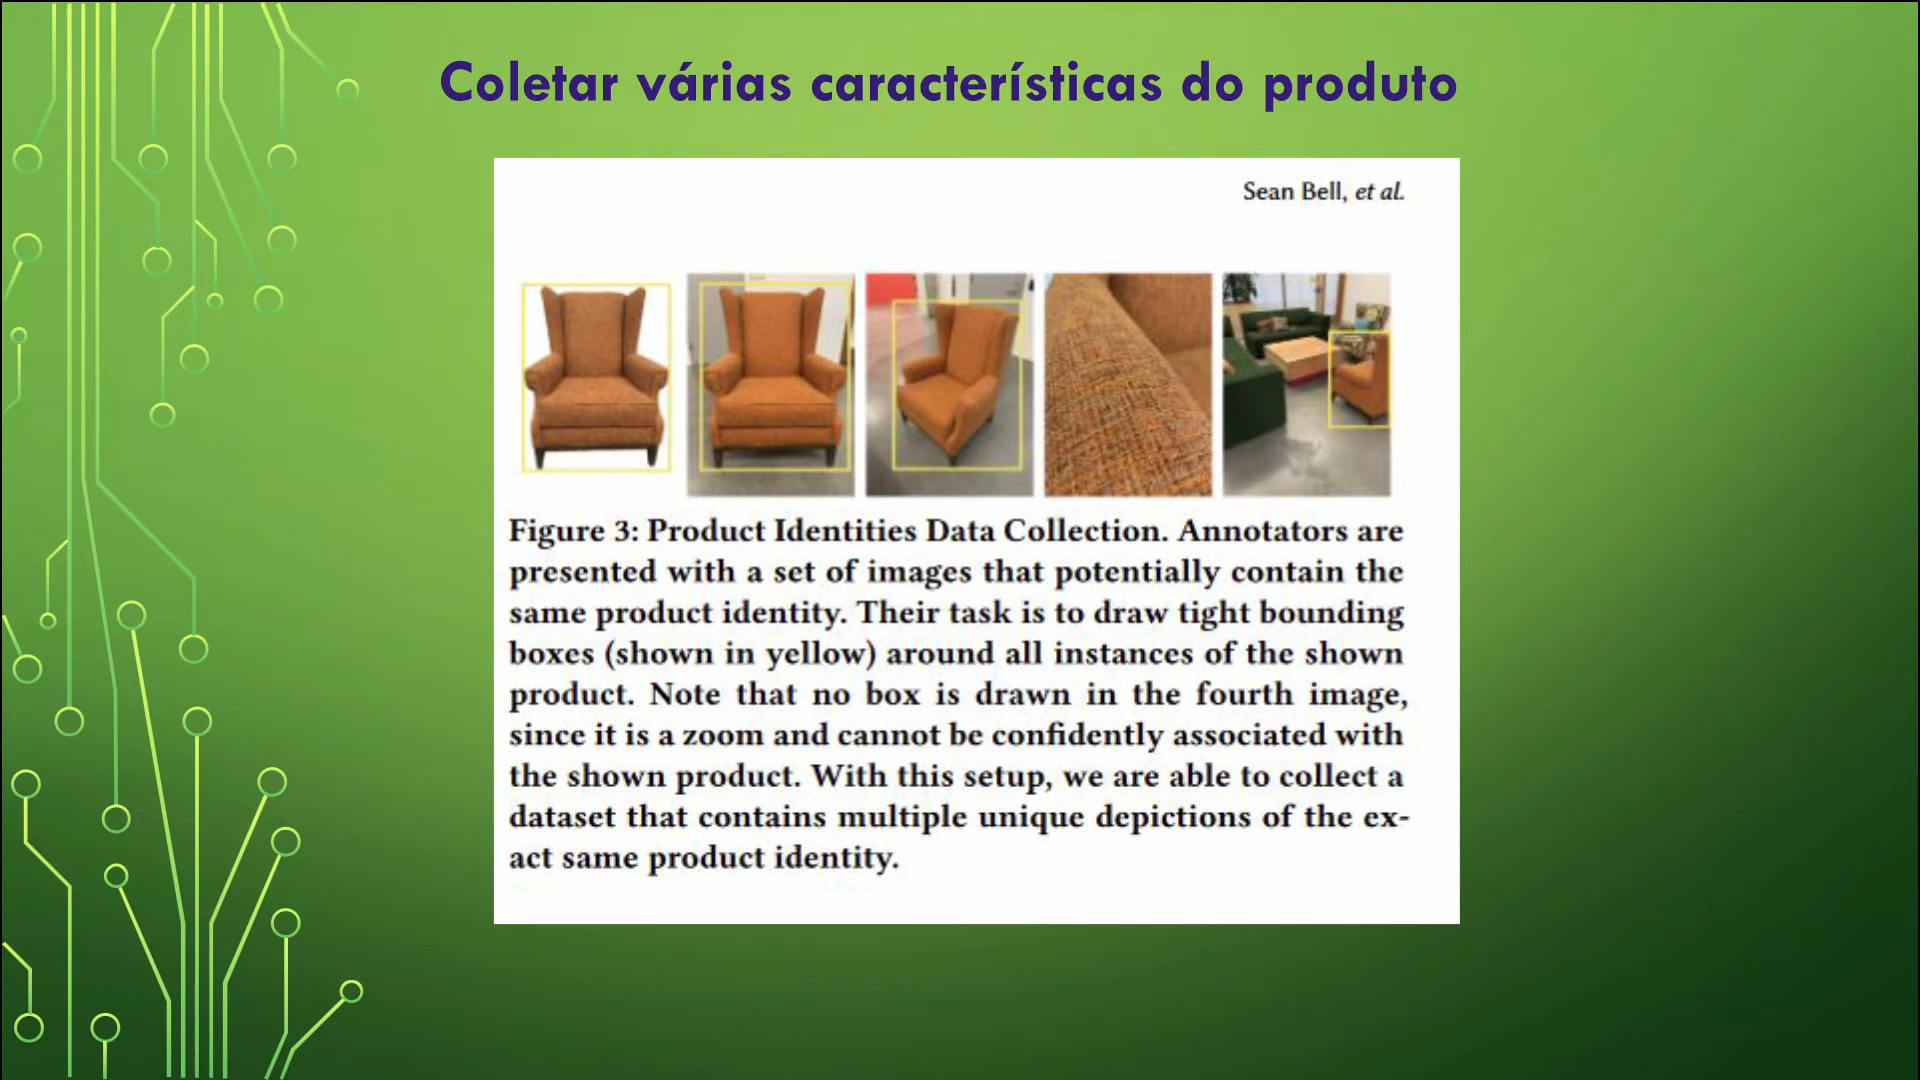 Coletar várias características do produto
Sean Bell, et al.
Figure 3: Product Identities Data Collection. Annotators are
presented with a set of images that potentially contain the
same product identity. Their task is to draw tight bounding
boxes (shown in yellow) around all instances of the shown
product. Note that no box is drawn in the fourth image,
since it is a zoom and cannot be confidently associated with
the shown product. With this setup, we are able to collect a
dataset that contains multiple unique depictions of the ex-
act same product identity.